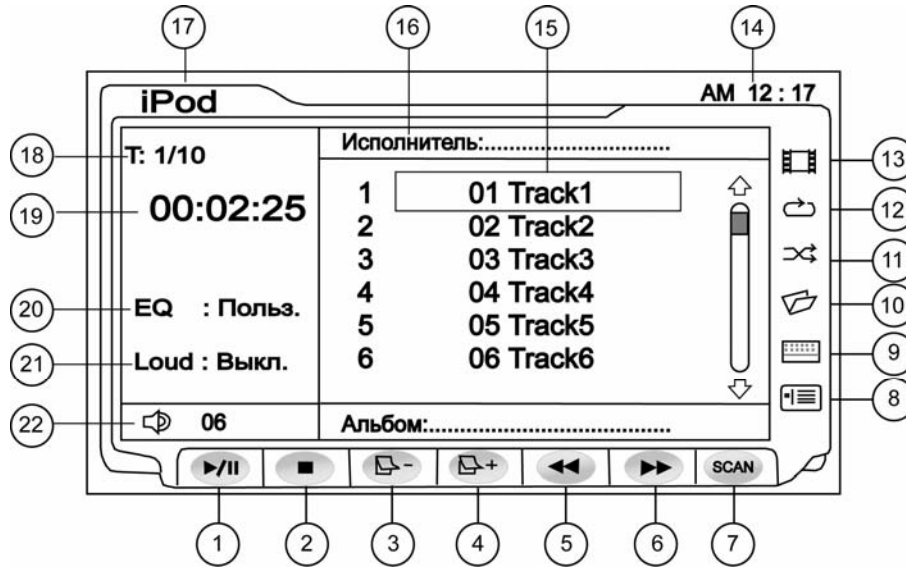 17 16 15 14
iPod AM 12 : 17
18 T: 1/10 Исполнитель:............................. 13
19 00:02:25 1 01 Track1
2 02 Track2 12
3 03 Track3 11
20 EQ : Польз. 4 04 Track4 10
5 05 Track5 9
21 Loud : Выкл. 6 06 Track6
8
22 06 Альбом:......................................
SCAN
1 2 3 4 5 6 7